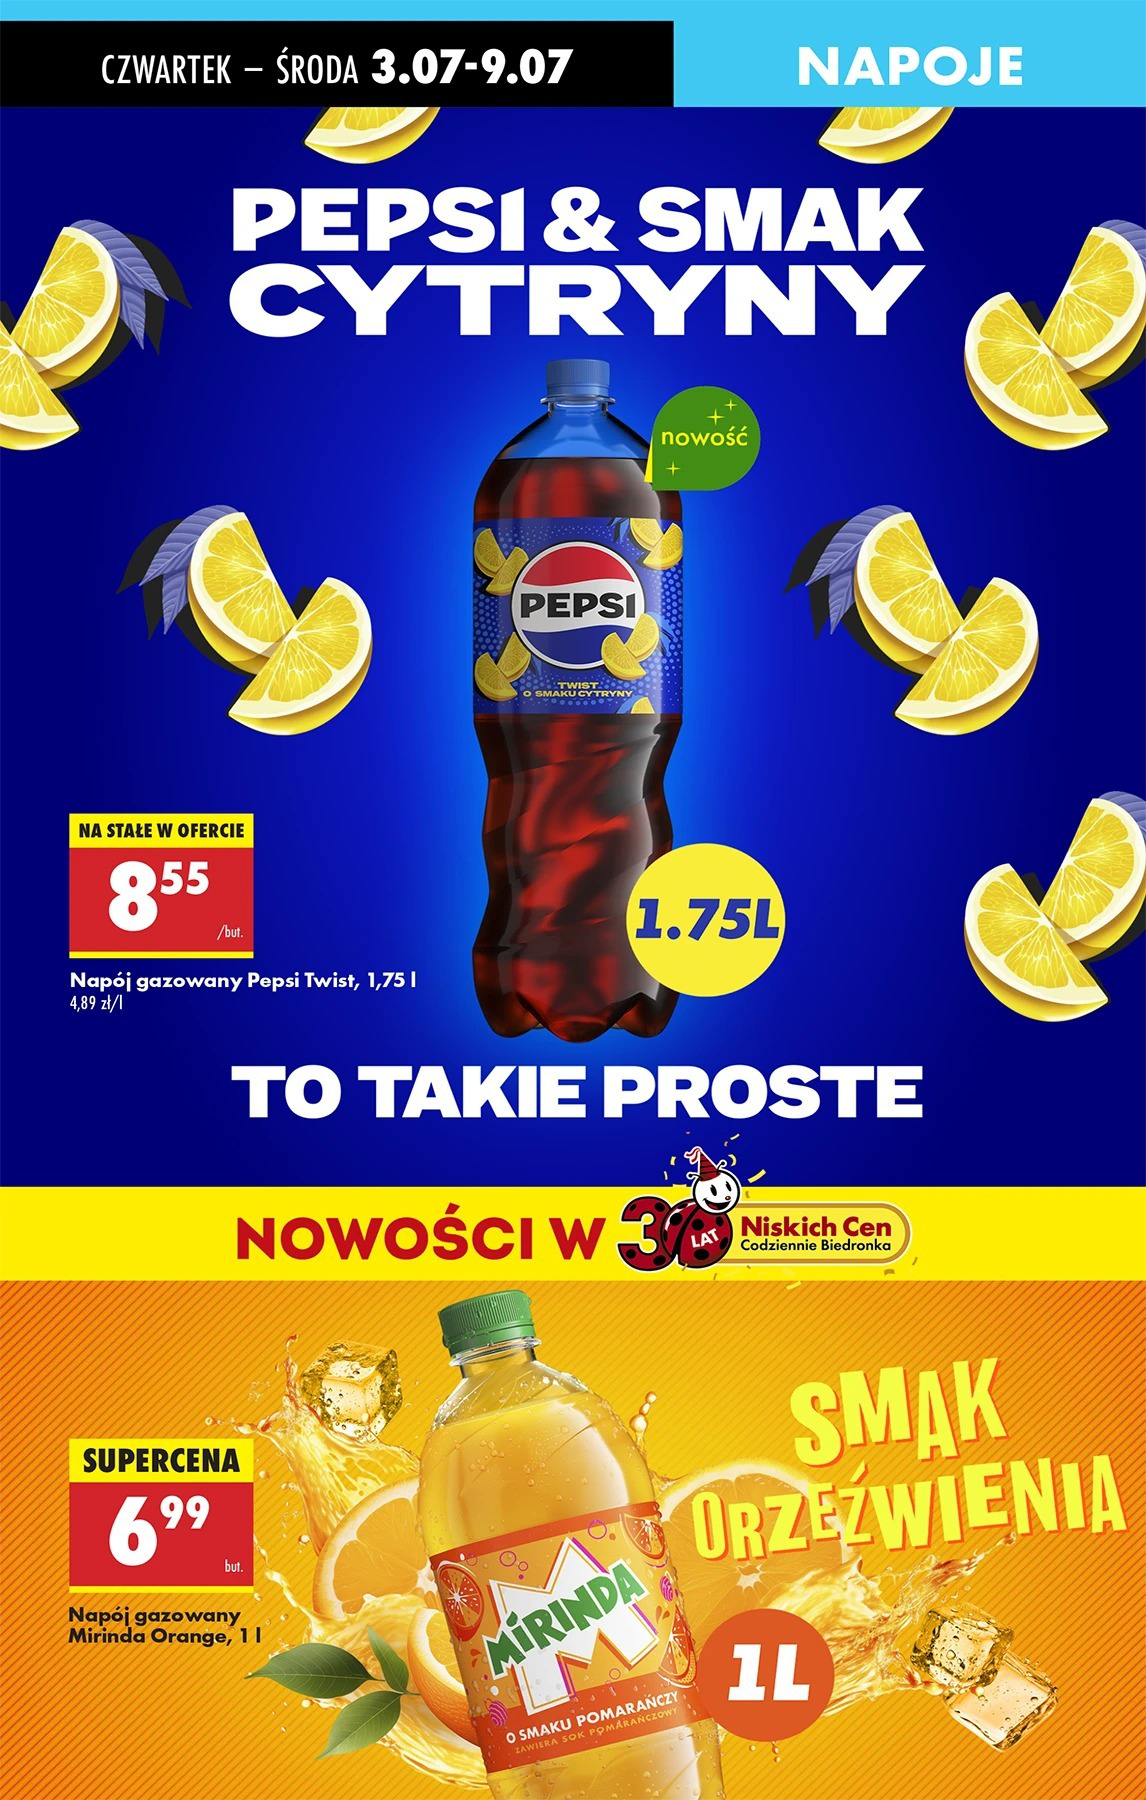 CZWARTEK – ŚRODA 3.07-9.07
NAPOJE
PEPSI & SMAK
CYTRYNY
nowość
PEPSI
TWIST
O SMAKU CYTRYNY
NA STAŁE W OFERCIE
8 55
/but.
1.75L
Napój gazowany Pepsi Twist, 1,75 l
4,89 zł/l
TO TAKIE PROSTE
NOWOŚCI W
30 LAT
Niskich Cen
Codziennie Biedronka
SMAK
ORZEŹWIENIA
SUPERCENA
6 99
but.
Napój gazowany
Mirinda Orange, 1 l
M
MIRINDA
O SMAKU POMARAŃCZY
ZAWIERA SOK POMARAŃCZOWY
1L